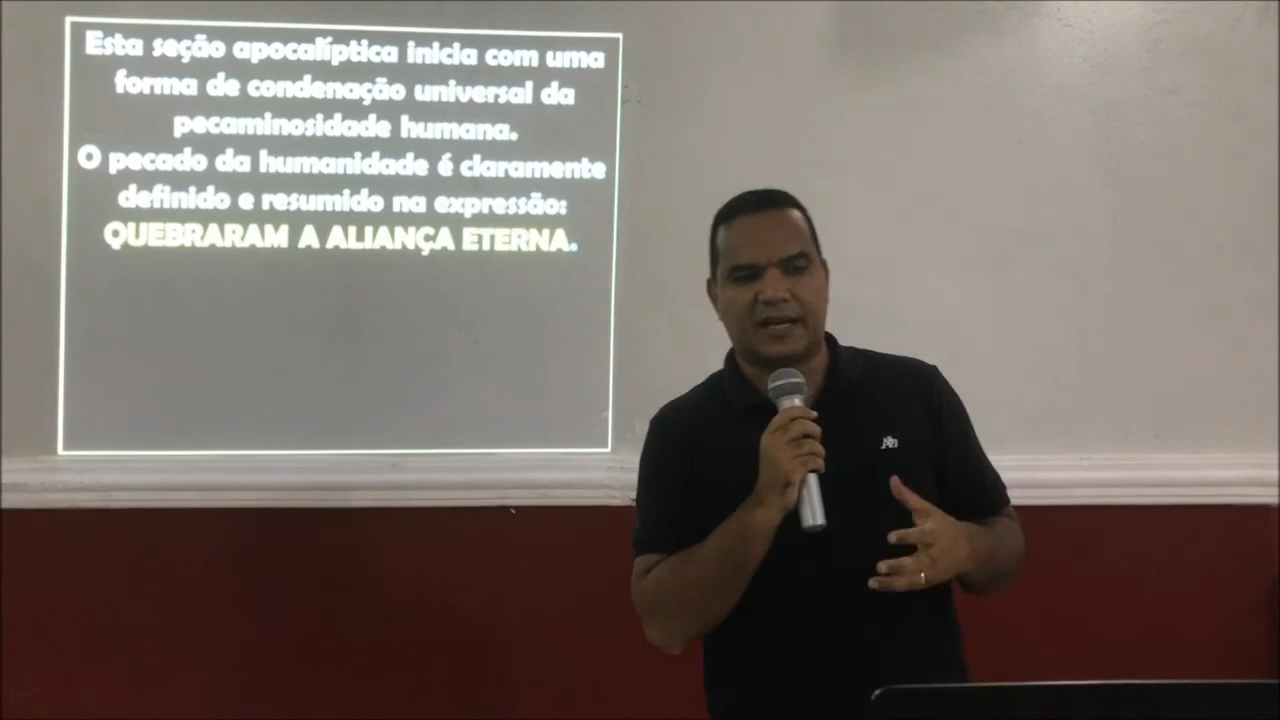 Esta seção apocalíptica inicia com uma
forma de condenação universal da
pecaminosidade humana.
O pecado da humanidade é claramente
definido e resumido na expressão:
QUEBRARAM A ALIANÇA ETERNA.